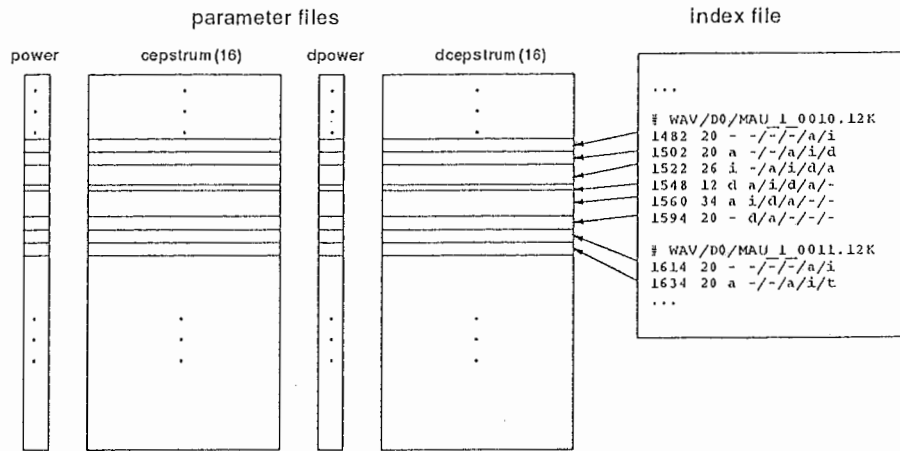 parameter files
index file
power
cepstrum(16)
dpower
dcepstrum(16)
...
# WAV/D0/MAU_1_0010.12K
1482 20 - -/-/-/a/i
1502 20 a -/-/a/i/d
1522 26 i -/a/i/d/a
1548 12 d a/i/d/a/-
1560 34 a i/d/a/-/-
1594 20 - d/a/-/-/-
# WAV/D0/MAU_1_0011.12K
1614 20 - -/-/-/a/i
1634 20 a -/-/a/i/t
...